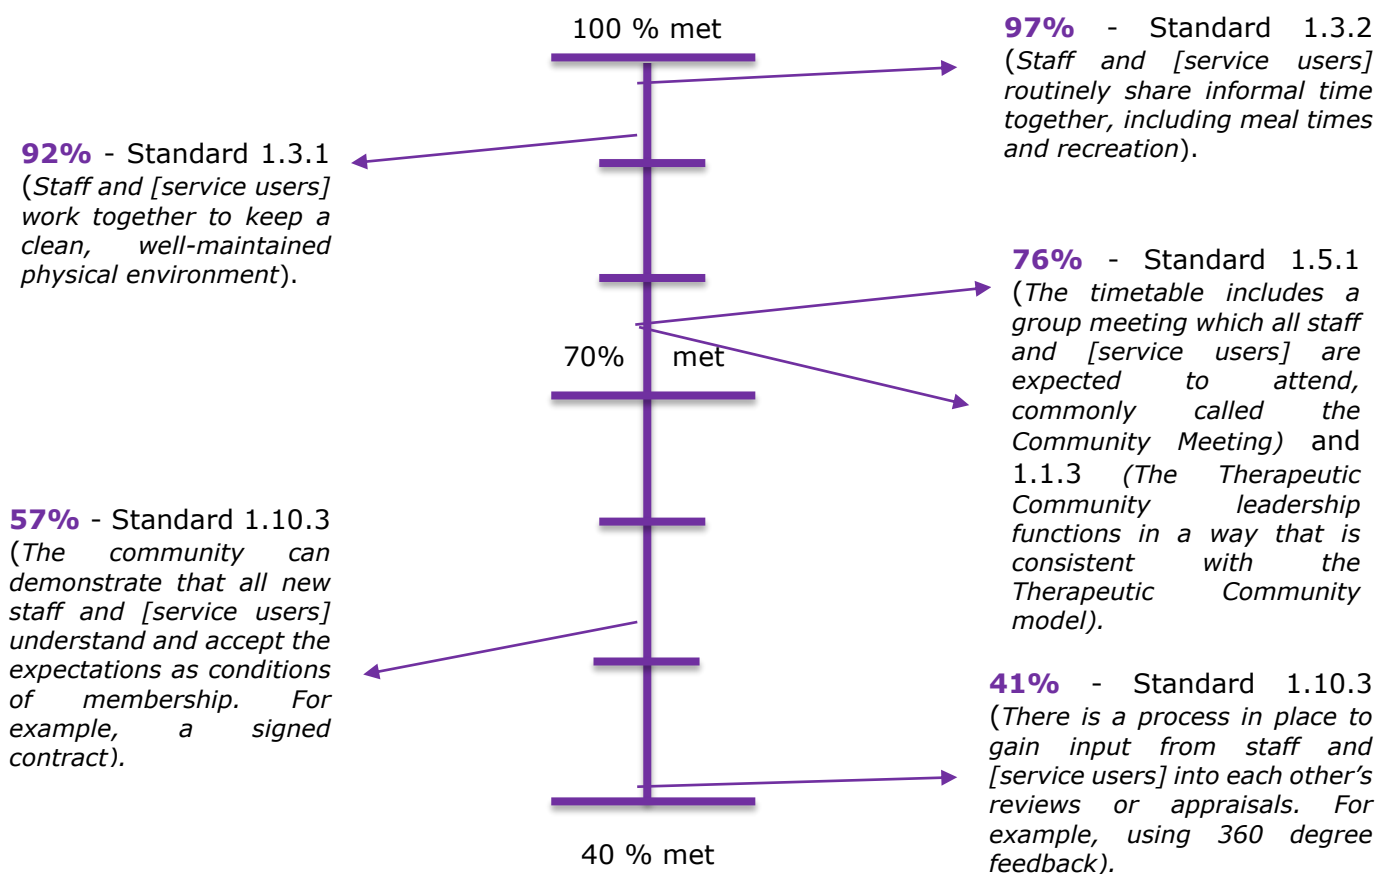 100 % met
97% - Standard 1.3.2
(Staff and [service users]
routinely share informal time
together, including meal times
and recreation).
92% - Standard 1.3.1
(Staff and [service users]
work together to keep a
clean, well-maintained
physical environment).
76% - Standard 1.5.1
(The timetable includes a
group meeting which all staff
and [service users] are
expected to attend,
commonly called the
Community Meeting) and
1.1.3 (The Therapeutic
Community leadership
functions in a way that is
consistent with the
Therapeutic Community
model).
70% met
57% - Standard 1.10.3
(The community can
demonstrate that all new
staff and [service users]
understand and accept the
expectations as conditions
of membership. For
example, a signed
contract).
41% - Standard 1.10.3
(There is a process in place to
gain input from staff and
[service users] into each other’s
reviews or appraisals. For
example, using 360 degree
feedback).
40 % met